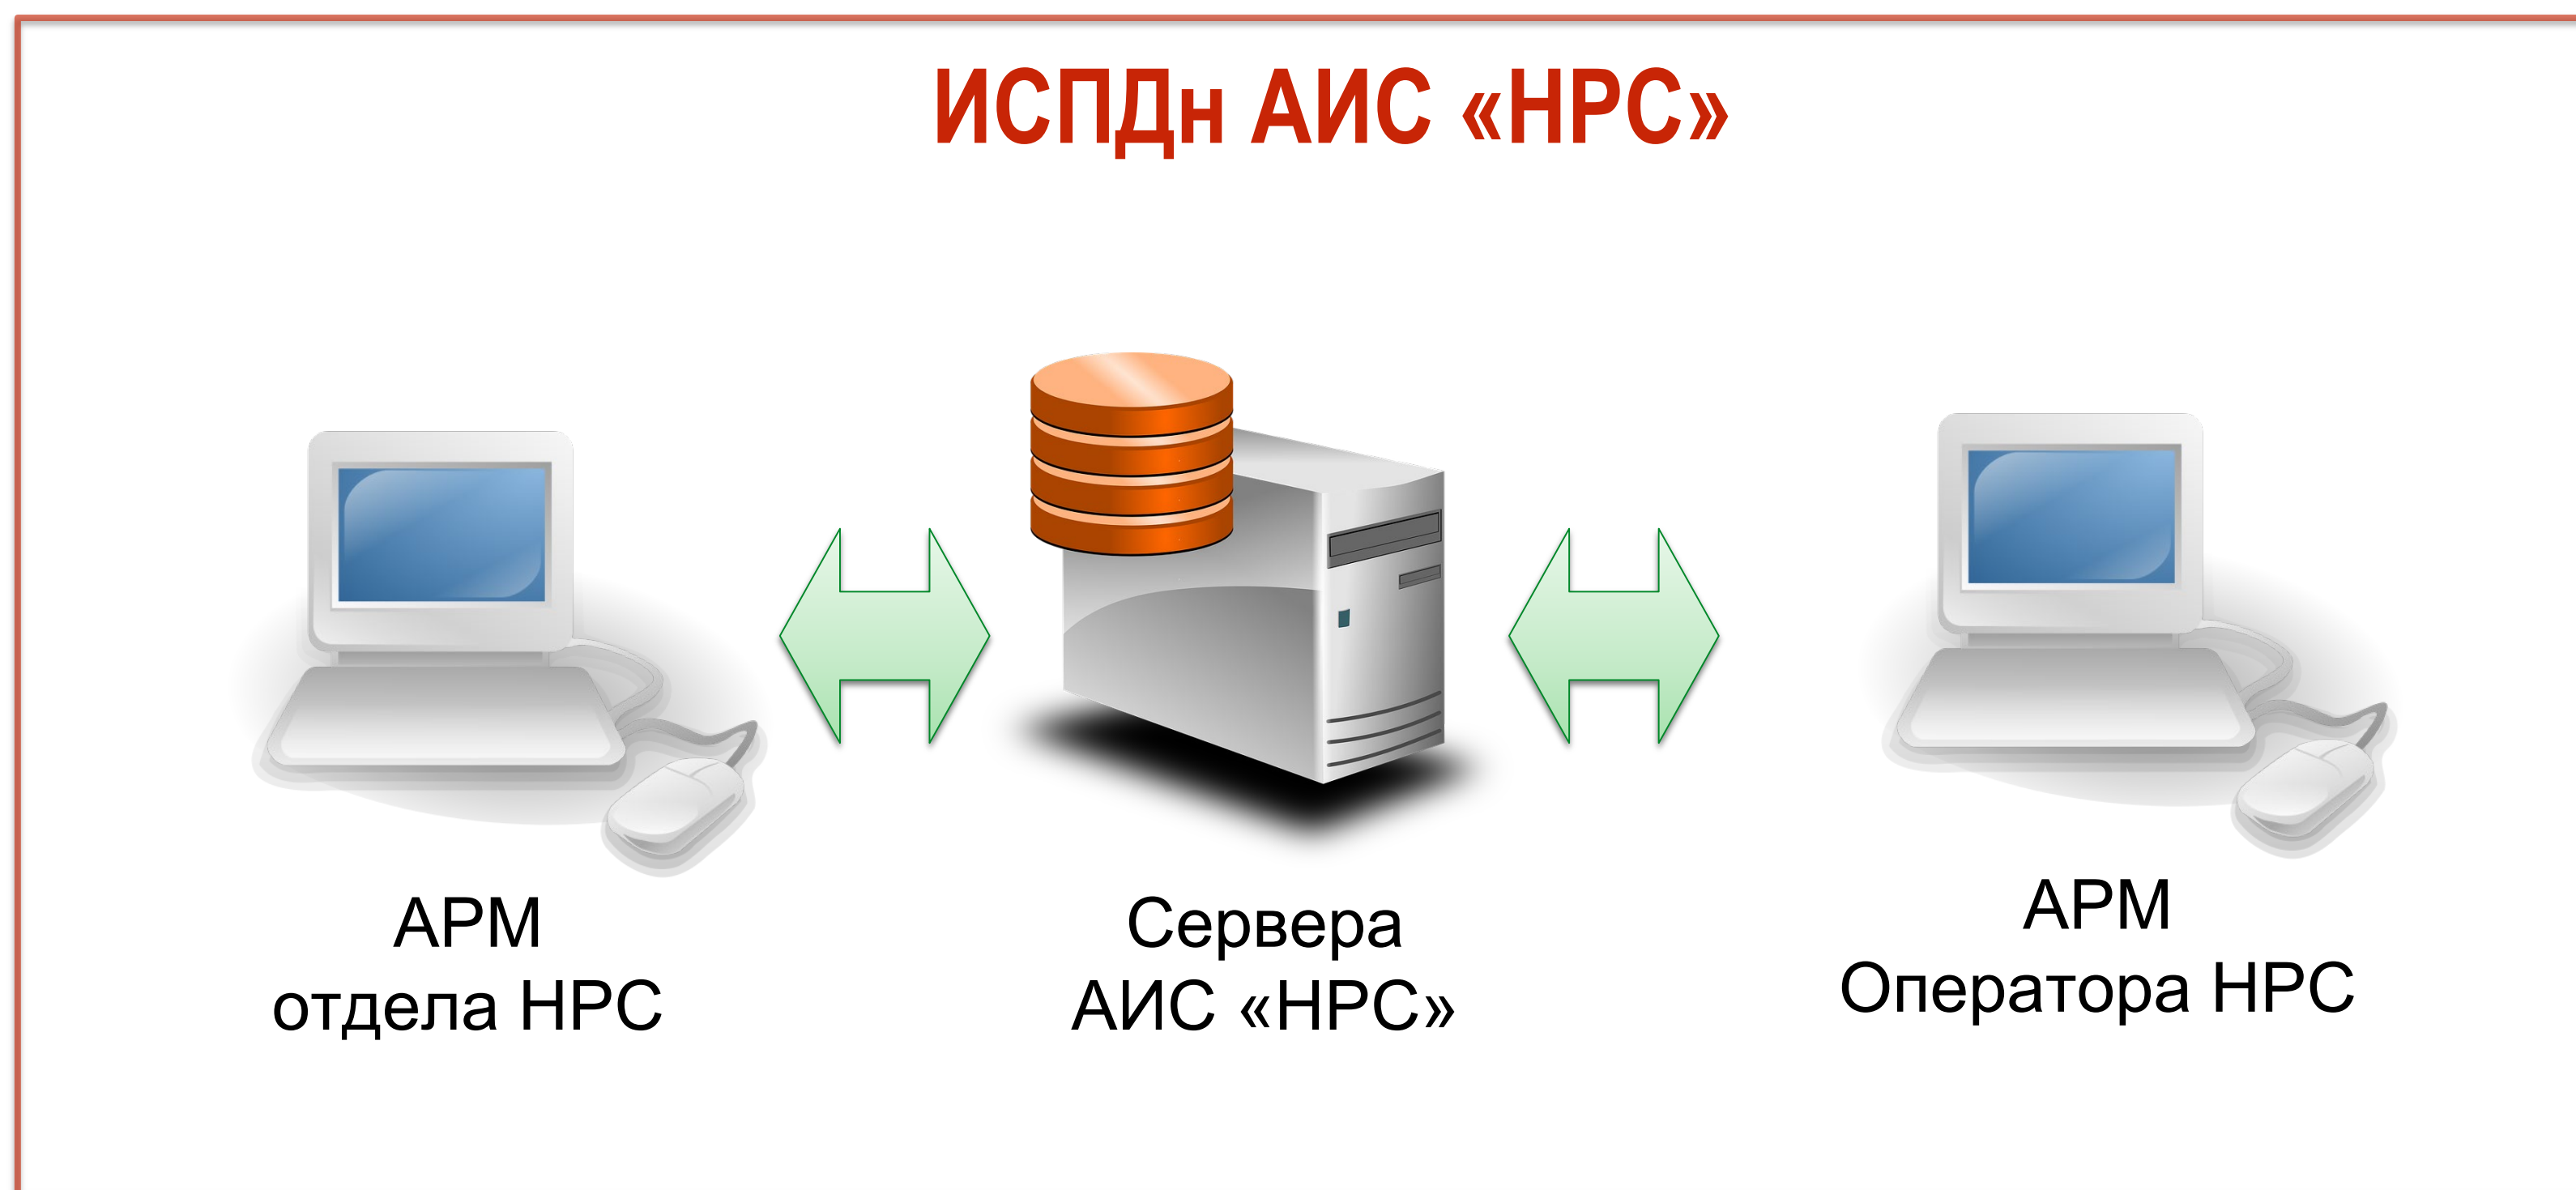 ИСПДн АИС «НРС»
АРМ
отдела НРС
Сервера
АИС «НРС»
АРМ
Оператора НРС